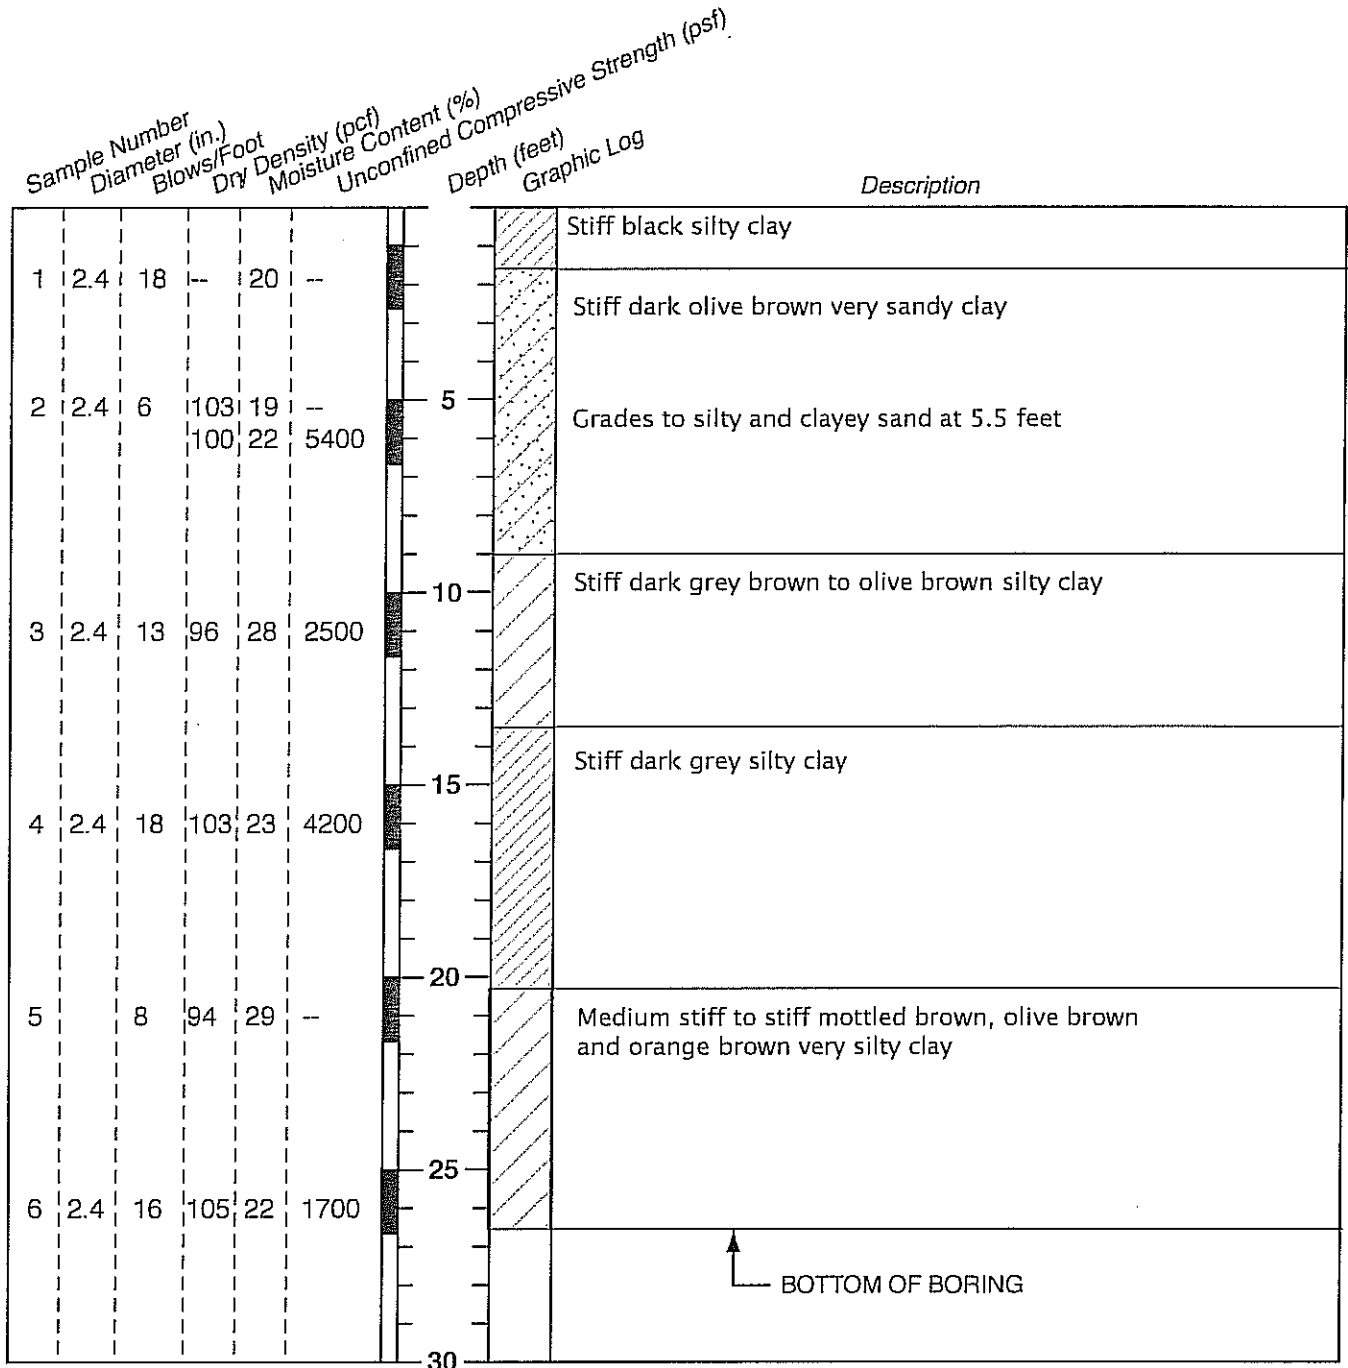 Sample Number
Diameter (in.)
Blows/Foot
Dry Density (pcf)
Moisture Content (%)
Unconfined Compressive Strength (psf)
Depth (feet)
Graphic Log
Description
Stiff black silty clay
1 2.4 18 -- 20 --
Stiff dark olive brown very sandy clay
2 2.4 6 103 19 -- 5
Grades to silty and clayey sand at 5.5 feet
100 22 5400
Stiff dark grey brown to olive brown silty clay
10
3 2.4 13 96 28 2500
Stiff dark grey silty clay
15
4 2.4 18 103 23 4200
20
5 8 94 29 --
Medium stiff to stiff mottled brown, olive brown
and orange brown very silty clay
25
6 2.4 16 105 22 1700
BOTTOM OF BORING
30